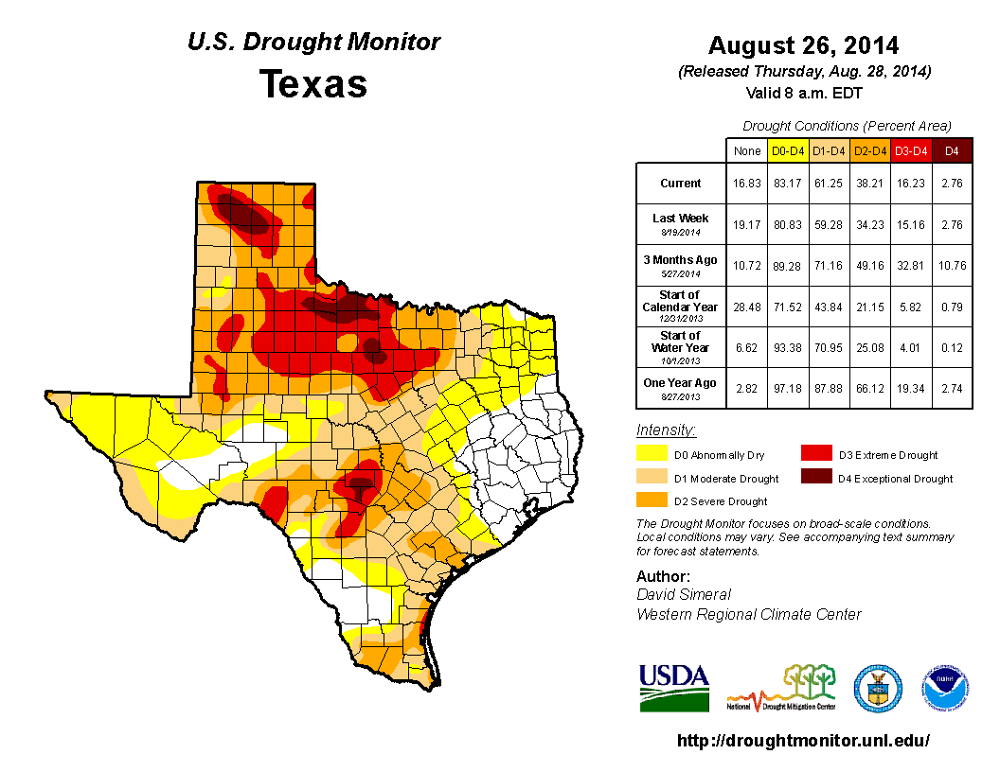 U.S. Drought Monitor
Texas
August 26, 2014
(Released Thursday, Aug. 28, 2014)
Valid 8 a.m. EDT
Drought Conditions (Percent Area)
None D0-D4 D1-D4 D2-D4 D3-D4 D4
Current 16.83 83.17 61.25 38.21 16.23 2.76
Last Week
8/19/2014
19.17 80.83 59.28 34.23 15.16 2.76
3 Months Ago
5/27/2014
10.72 89.28 71.16 49.16 32.81 10.76
Start of
Calendar Year
12/31/2013
28.48 71.52 43.84 21.15 5.82 0.79
Start of
Water Year
10/1/2013
6.62 93.38 70.95 25.08 4.01 0.12
One Year Ago
8/27/2013
2.82 97.18 87.88 66.12 19.34 2.74
Intensity:
D0 Abnormally Dry
D1 Moderate Drought
D2 Severe Drought
D3 Extreme Drought
D4 Exceptional Drought
The Drought Monitor focuses on broad-scale conditions.
Local conditions may vary. See accompanying text summary
for forecast statements.
Author:
David Simeral
Western Regional Climate Center
USDA
National Drought Mitigation Center
NOAA
http://droughtmonitor.unl.edu/